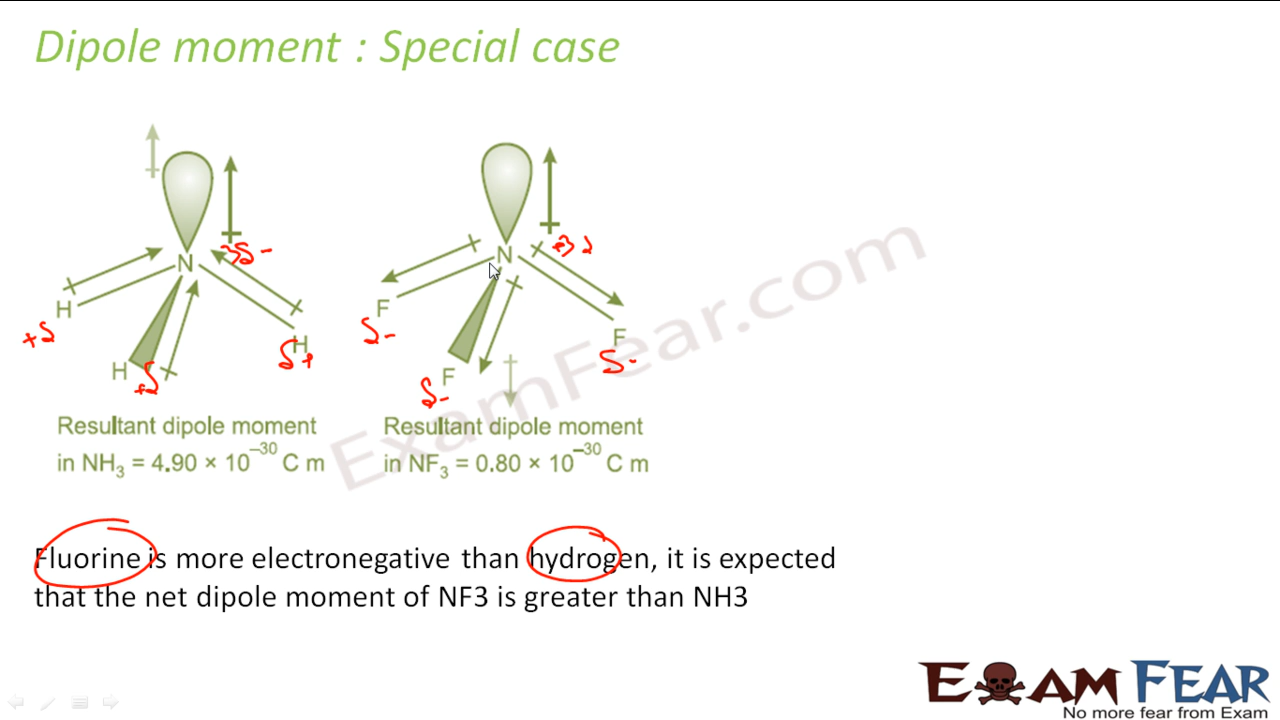 Dipole moment : Special case
N
3δ-
H
+δ
H
+δ
H
δ+
N
+3δ
F
δ-
F
δ-
F
δ-
Resultant dipole moment
in NH₃ = 4.90 × 10⁻³⁰ C m
Resultant dipole moment
in NF₃ = 0.80 × 10⁻³⁰ C m
ExamFear.com
Fluorine is more electronegative than hydrogen, it is expected
that the net dipole moment of NF3 is greater than NH3
EXAM FEAR
No more fear from Exam